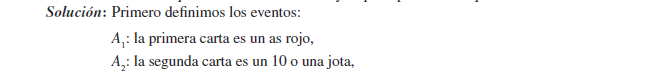 Solución: Primero definimos los eventos:
A₁: la primera carta es un as rojo,
A₂: la segunda carta es un 10 o una jota,